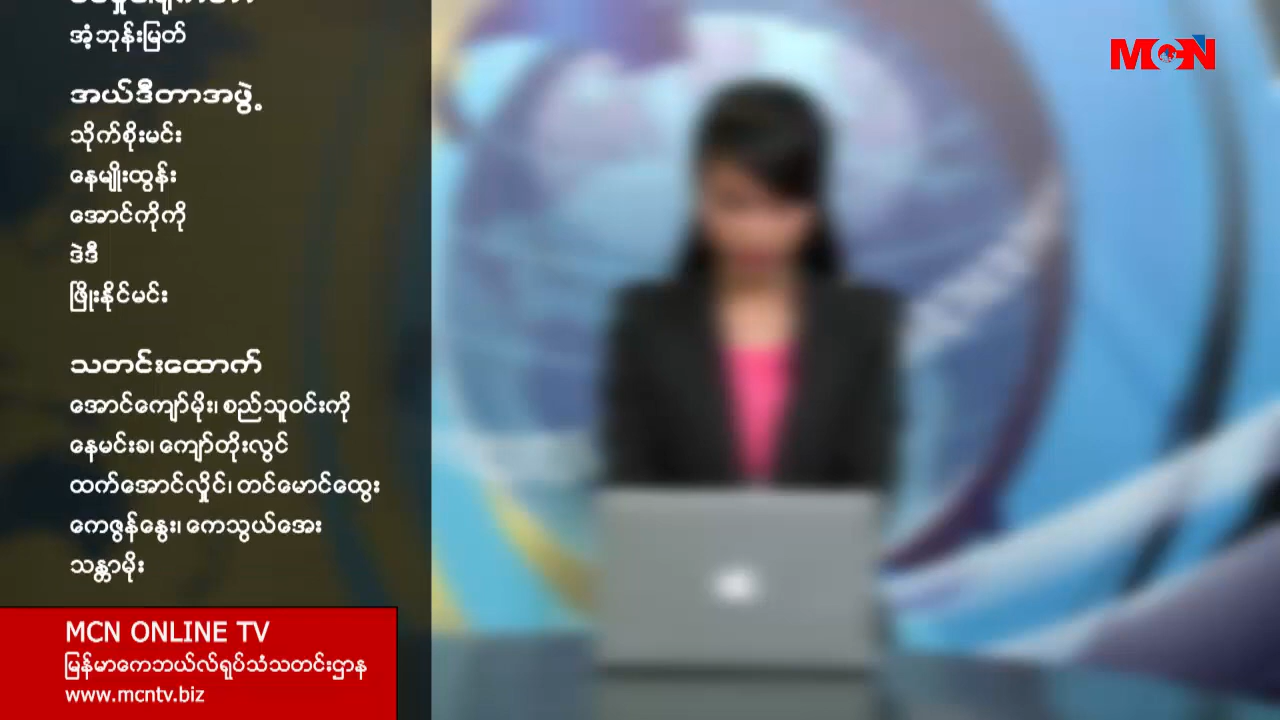 အံ့ဘုန်းမြတ်
MCN
အယ်ဒီတာအဖွဲ့
သိုက်စိုးမင်း
နေမျိုးထွန်း
အောင်ကိုကို
ဒဲဒီ
ဖြိုးနိုင်မင်း
သတင်းထောက်
အောင်ကျော်မိုး၊ စည်သူဝင်းကို
နေမင်းခ၊ ကျော်တိုးလွင်
ထက်အောင်လှိုင်၊ တင်မောင်ထွေး
ကေဇွန်နွေး၊ ကေသွယ်အေး
သန္တာမိုး
MCN ONLINE TV
မြန်မာကေဘယ်လ်ရုပ်သံသတင်းဌာန
www.mcntv.biz